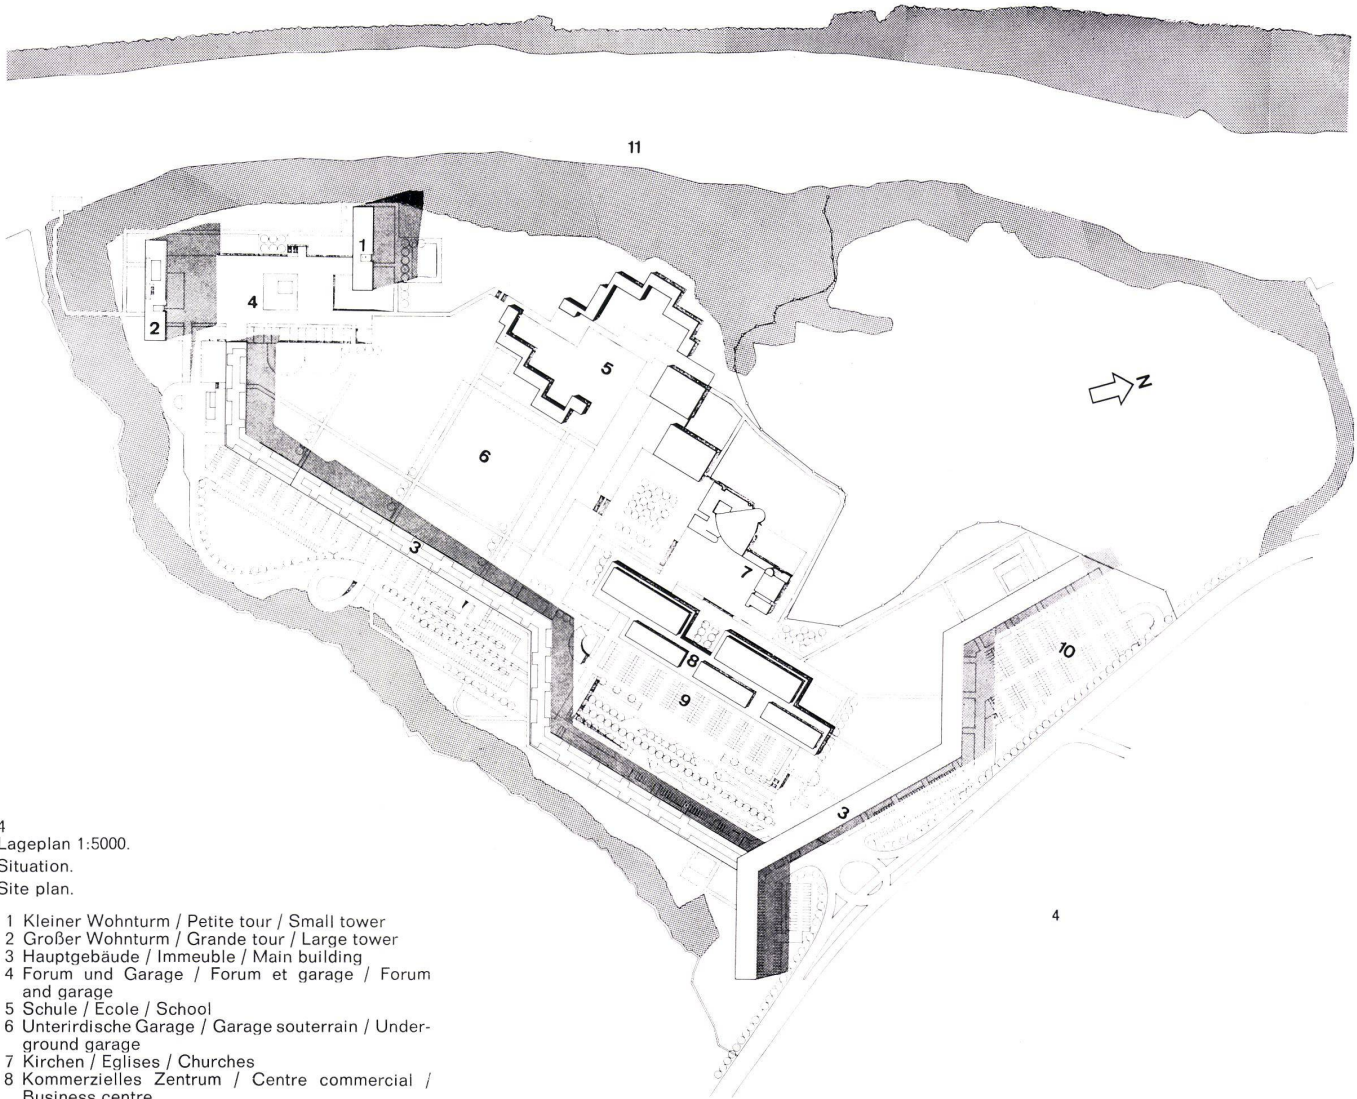 11
1
2
4
5
N
6
3
7
10
8
9
3
4
4
Lageplan 1:5000.
Situation.
Site plan.
1 Kleiner Wohnturm / Petite tour / Small tower
2 Großer Wohnturm / Grande tour / Large tower
3 Hauptgebäude / Immeuble / Main building
4 Forum und Garage / Forum et garage / Forum
and garage
5 Schule / Ecole / School
6 Unterirdische Garage / Garage souterrain / Under-
ground garage
7 Kirchen / Eglises / Churches
8 Kommerzielles Zentrum / Centre commercial /
Business centre